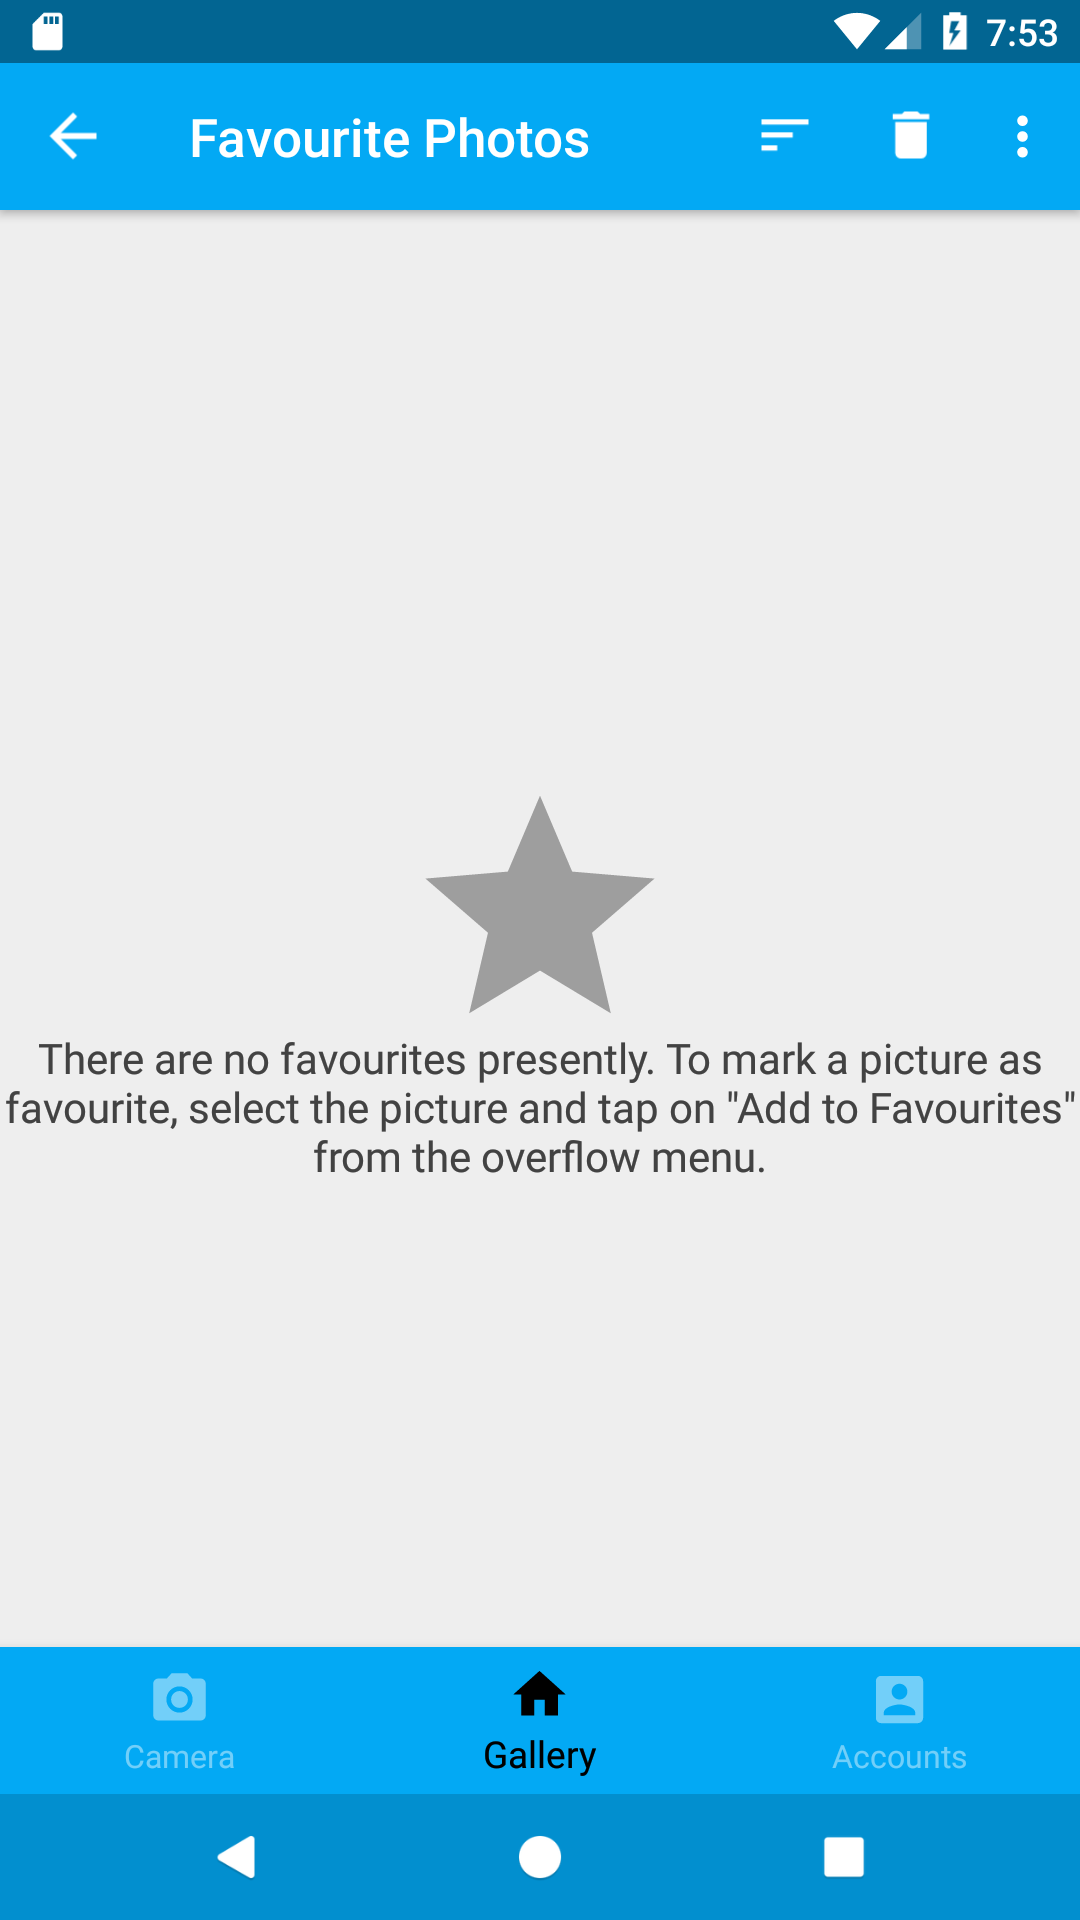 7:53
Favourite Photos
There are no favourites presently. To mark a picture as
favourite, select the picture and tap on "Add to Favourites"
from the overflow menu.
Camera
Gallery
Accounts